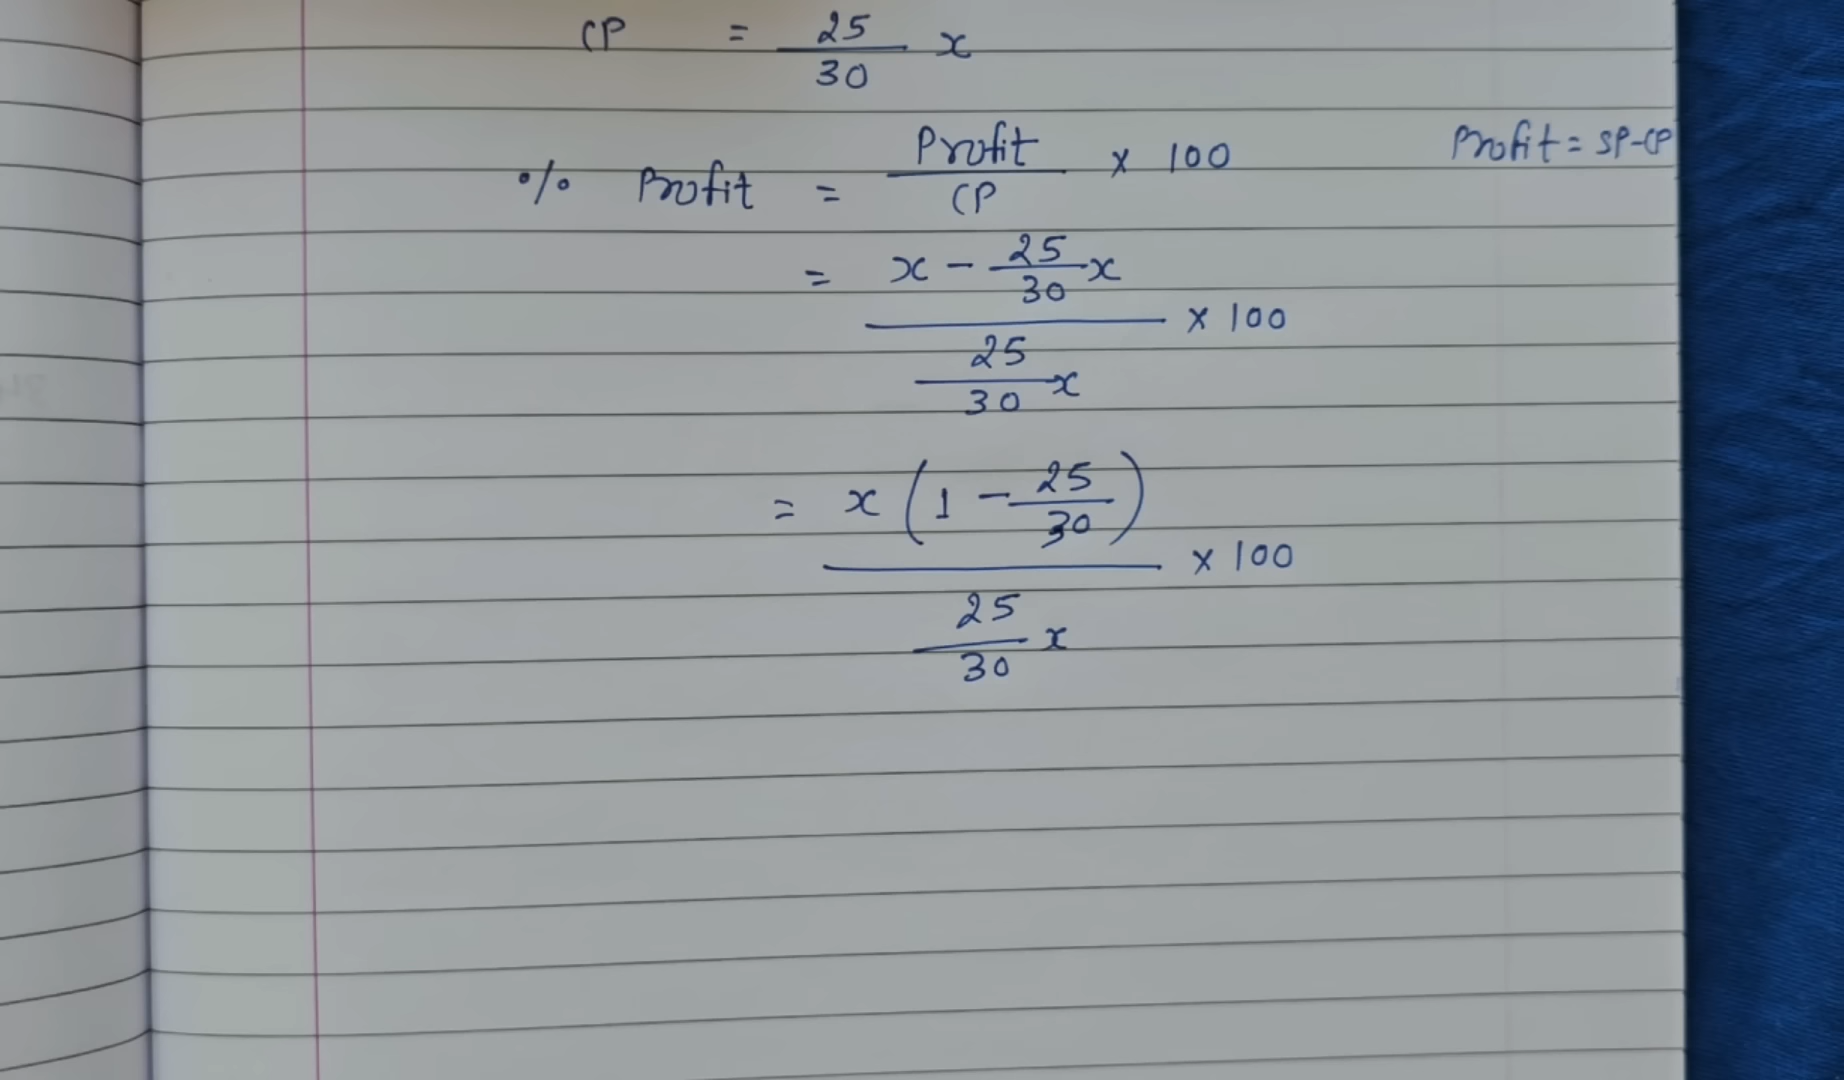 CP = 25/30 x
% Profit = Profit/CP × 100
Profit = SP-CP
= x - 25/30 x / 25/30 x × 100
= x (1 - 25/30) / 25/30 x × 100